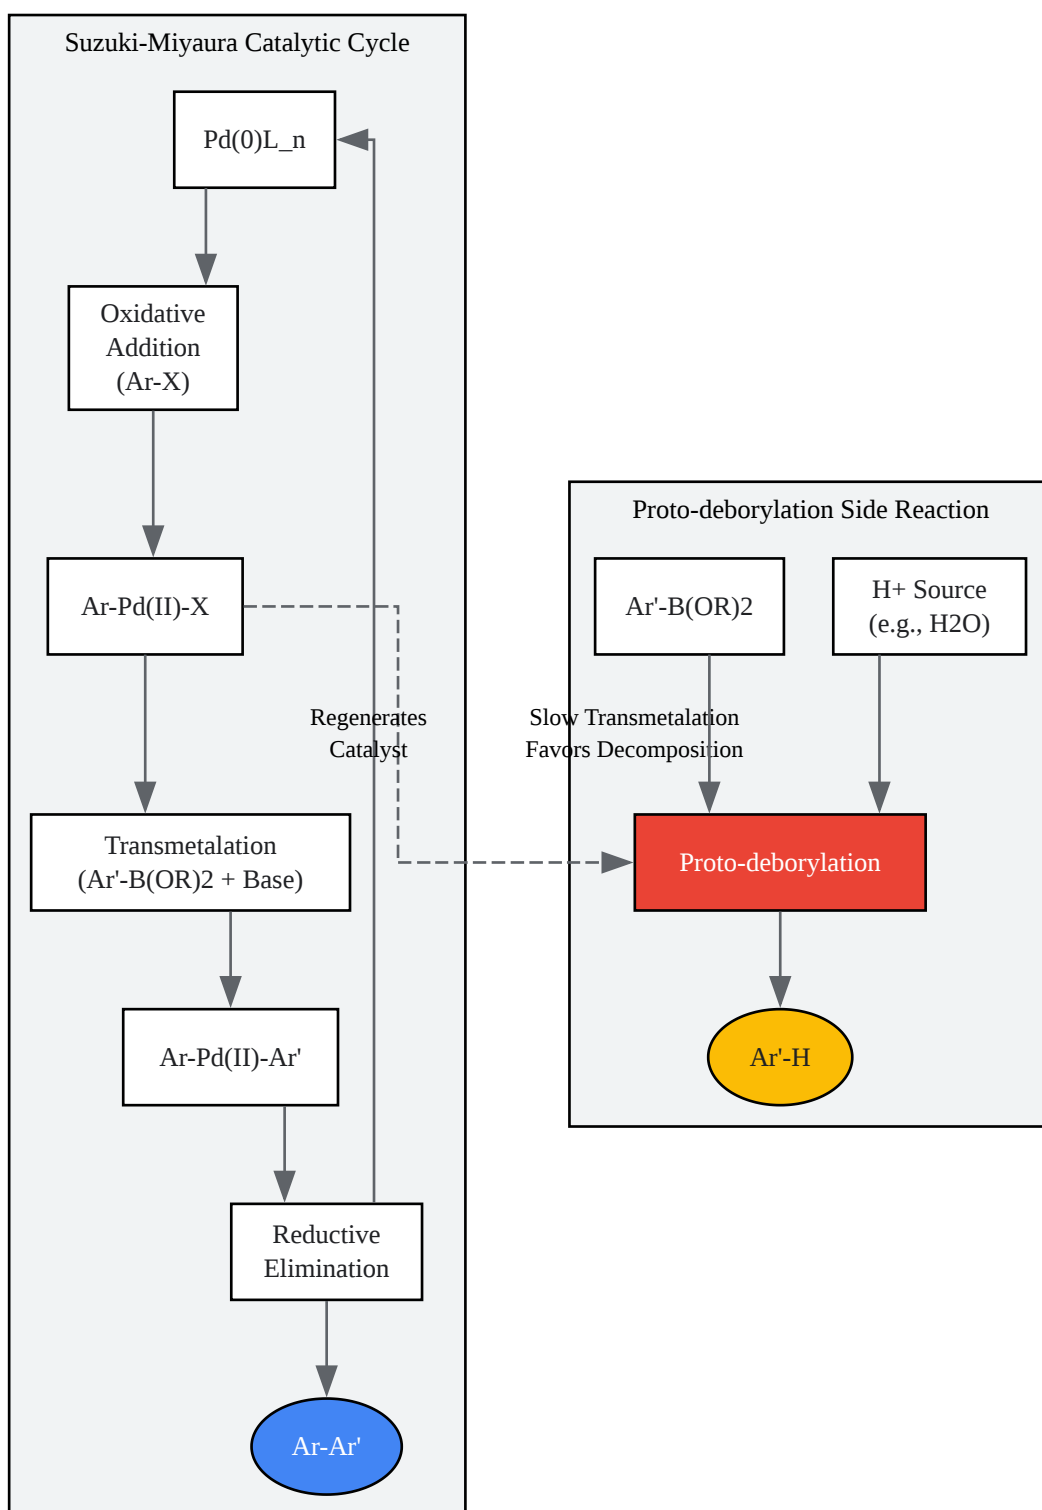 Suzuki-Miyaura Catalytic Cycle
Pd(0)L_n
Oxidative
Addition
(Ar-X)
Ar-Pd(II)-X
Regenerates
Catalyst
Transmetalation
(Ar'-B(OR)2 + Base)
Ar-Pd(II)-Ar'
Reductive
Elimination
Ar-Ar'
Proto-deborylation Side Reaction
Ar'-B(OR)2
H+ Source
(e.g., H2O)
Slow Transmetalation
Favors Decomposition
Proto-deborylation
Ar'-H